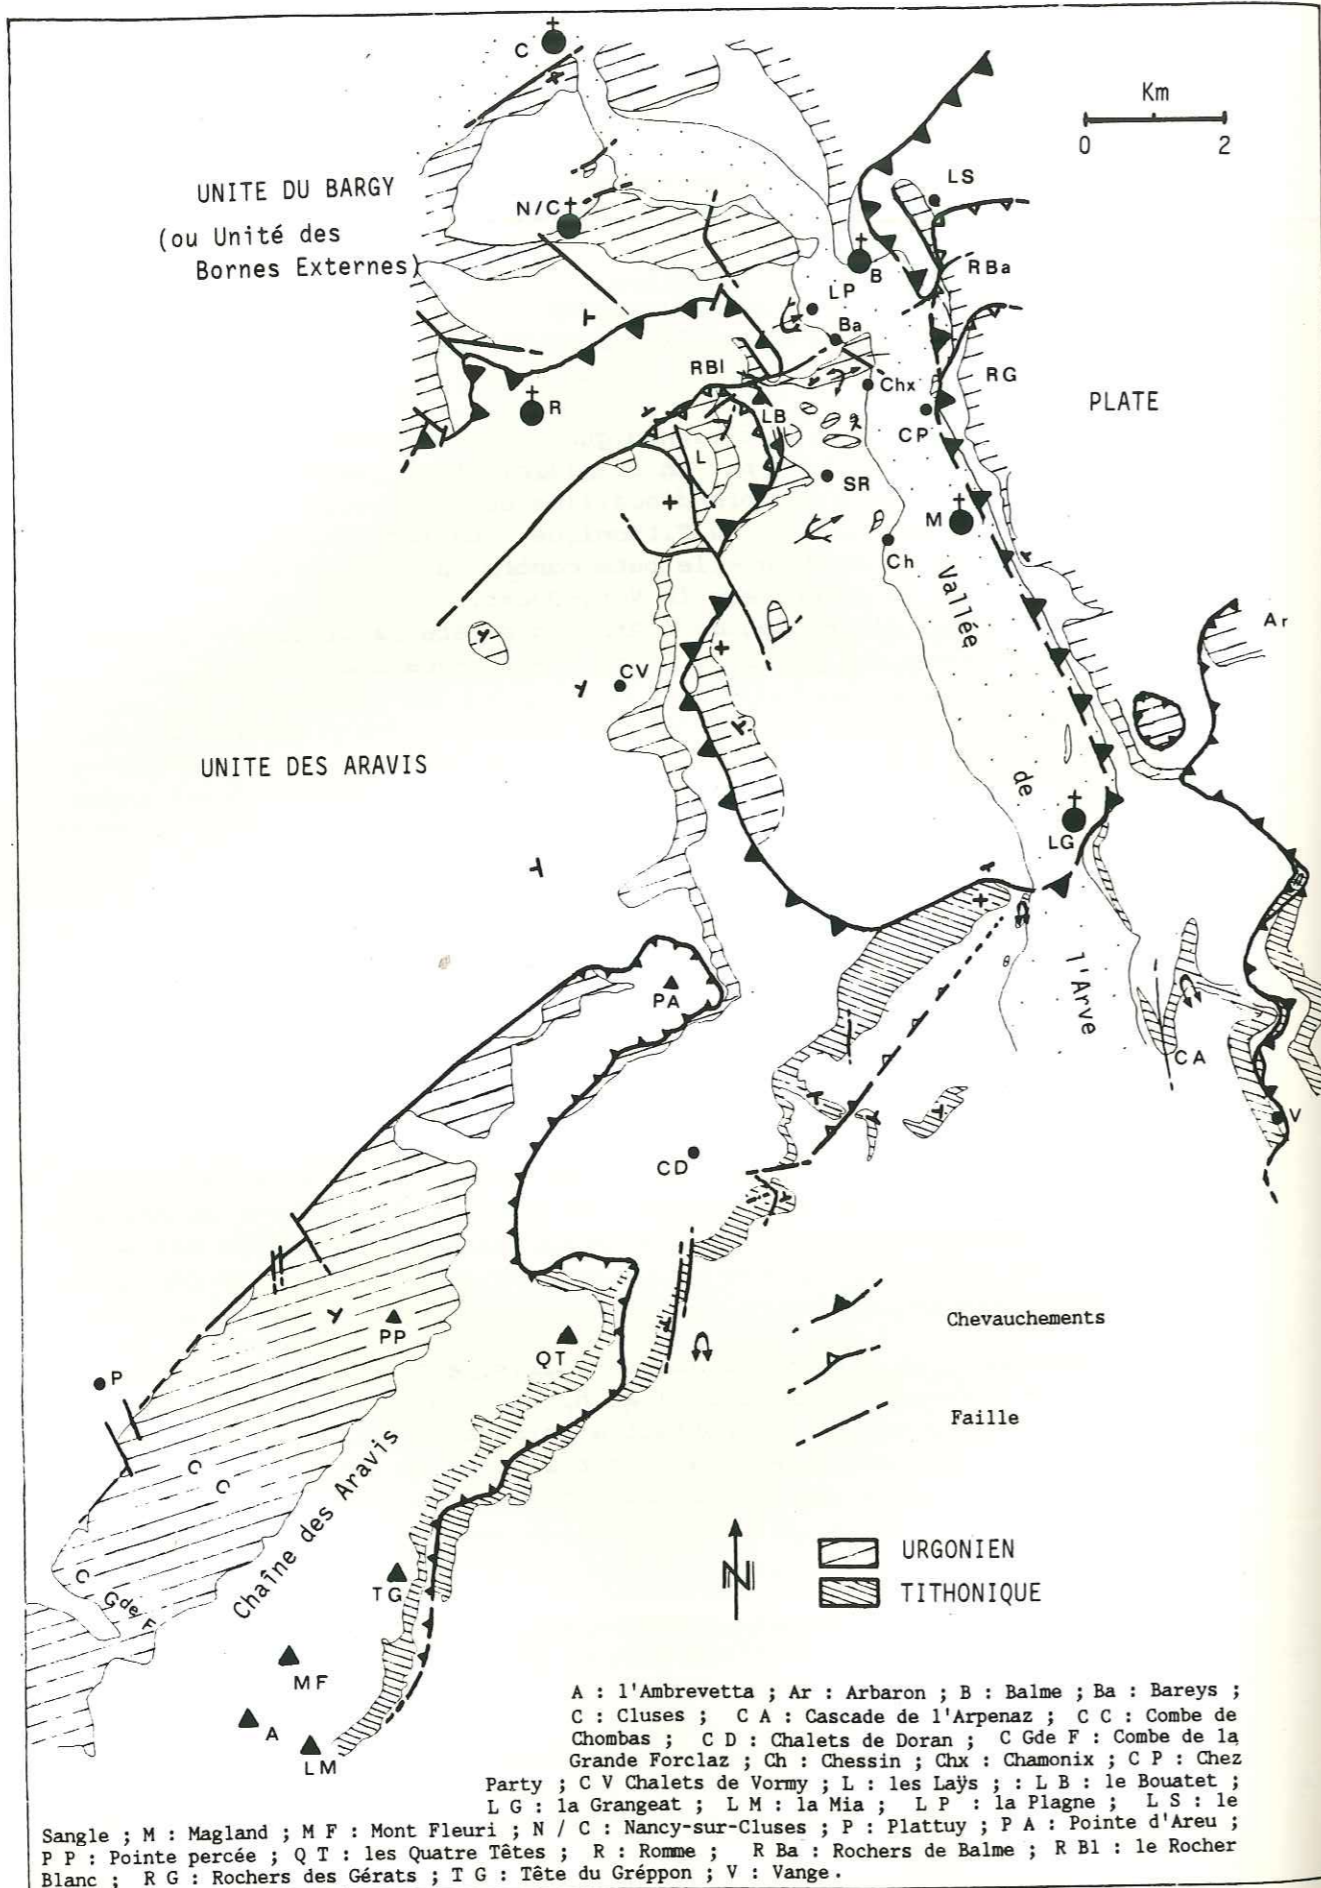 C
Km
0 2
UNITE DU BARGY
(ou Unité des
Bornes Externes)
N/C
LS
B
RBa
LP
Ba
RBl
Chx
RG
PLATE
R
LB
CP
L
SR
M
Ch
Vallée
Ar
CV
UNITE DES ARAVIS
de
LG
PA
l'Arve
CA
V
CD
PP
QT
P
Chevauchements
Faille
C C
Chaîne des Aravis
N
URGONIEN
TITHONIQUE
C Gde F
TG
MF
A
LM
A : l'Ambrevetta ; Ar : Arbaron ; B : Balme ; Ba : Bareys ;
C : Cluses ; C A : Cascade de l'Arpenaz ; C C : Combe de
Chombas ; C D : Chalets de Doran ; C Gde F : Combe de la
Grande Forclaz ; Ch : Chessin ; Chx : Chamonix ; C P : Chez
Party ; C V Chalets de Vormy ; L : les Laÿs ; : L B : le Bouatet ;
L G : la Grangeat ; L M : la Mia ; L P : la Plagne ; L S : le
Sangle ; M : Magland ; M F : Mont Fleuri ; N / C : Nancy-sur-Cluses ; P : Plattuy ; P A : Pointe d'Areu ;
P P : Pointe percée ; Q T : les Quatre Têtes ; R : Romme ; R Ba : Rochers de Balme ; R Bl : le Rocher
Blanc ; R G : Rochers des Gérats ; T G : Tête du Gréppon ; V : Vange.